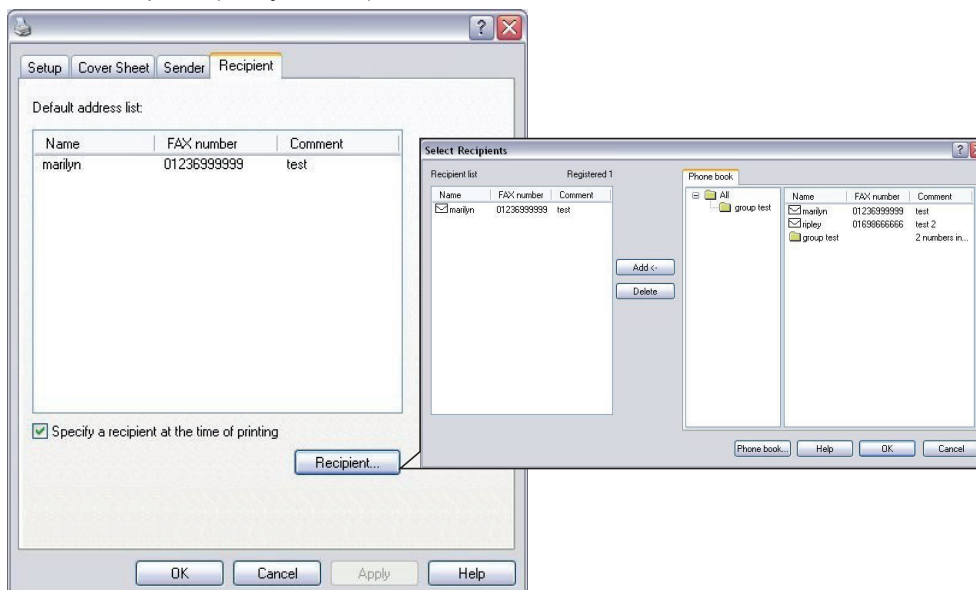 Setup Cover Sheet Sender Recipient
Default address list:
Name FAX number Comment
marilyn 01236999999 test
Specify a recipient at the time of printing
Recipient...
OK Cancel Apply Help
Select Recipients
Recipient list Registered 1
Name FAX number Comment
marilyn 01236999999 test
Add <-
Delete
Phone book
All
group test
Name FAX number Comment
marilyn 01236999999 test
ripley 01698666666 test 2
group test 2 numbers in...
Phone book... Help OK Cancel